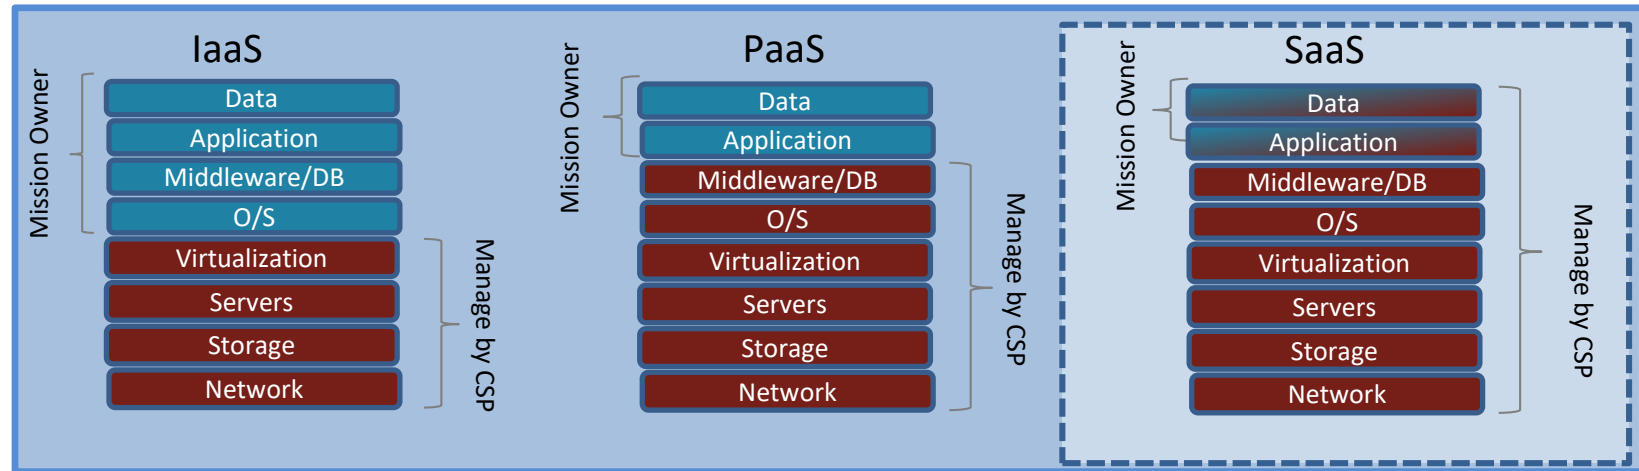 IaaS
Mission Owner
Data
Application
Middleware/DB
O/S
Virtualization
Servers
Storage
Network
Manage by CSP
PaaS
Mission Owner
Data
Application
Middleware/DB
O/S
Virtualization
Servers
Storage
Network
Manage by CSP
SaaS
Mission Owner
Data
Application
Middleware/DB
O/S
Virtualization
Servers
Storage
Network
Manage by CSP